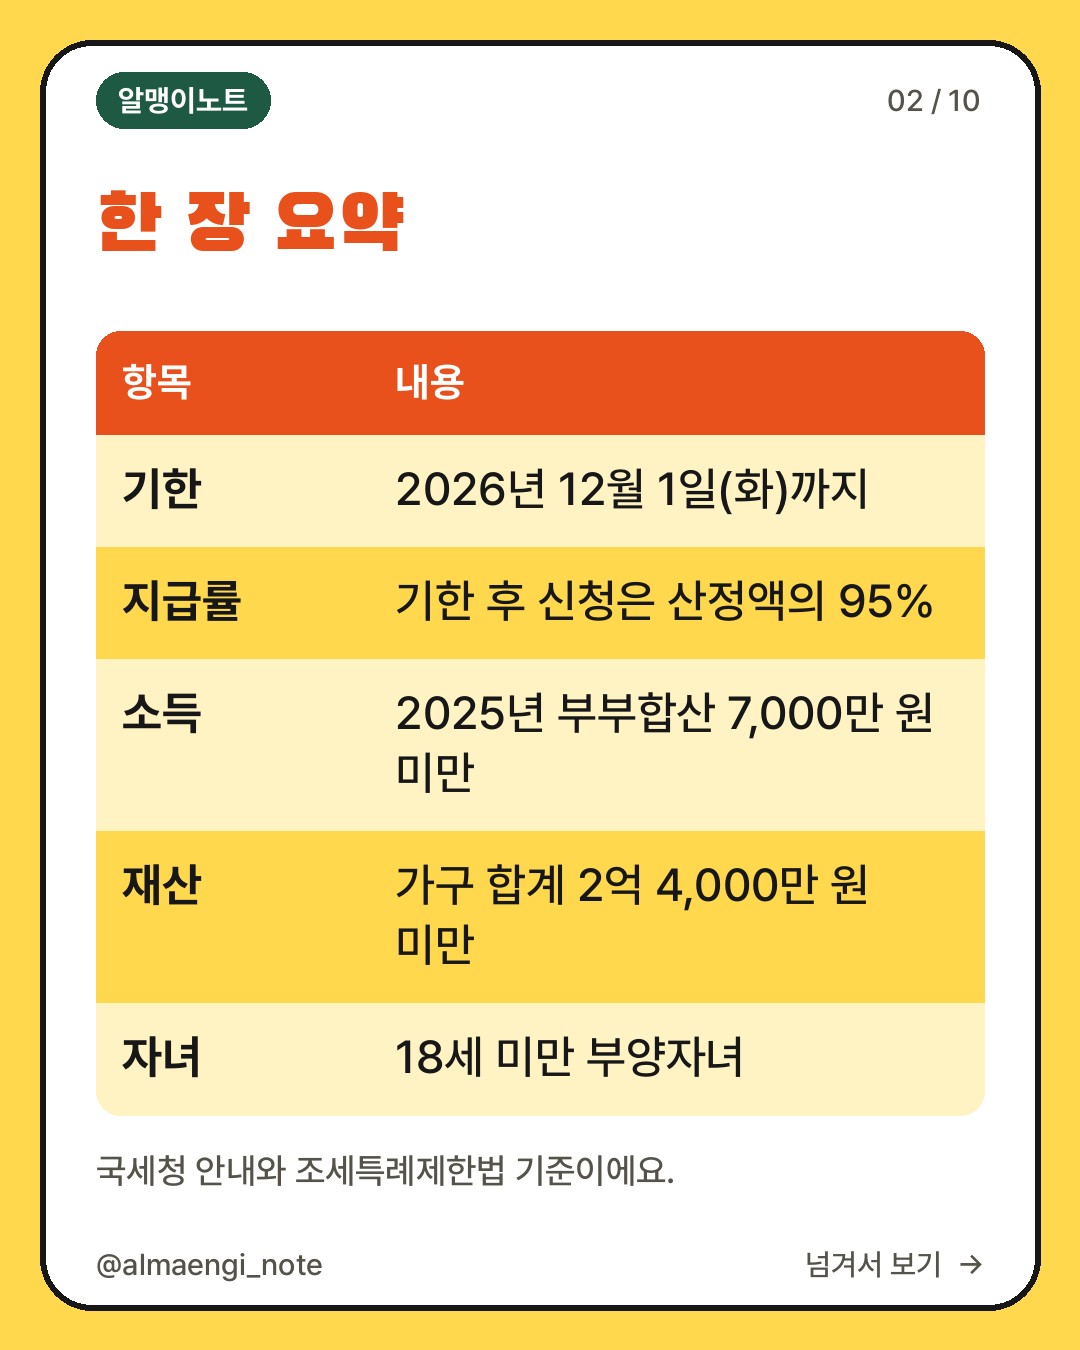 알맹이노트
02 / 10
한 장 요약
항목 내용
기한 2026년 12월 1일(화)까지
지급률 기한 후 신청은 산정액의 95%
소득 2025년 부부합산 7,000만 원
미만
재산 가구 합계 2억 4,000만 원
미만
자녀 18세 미만 부양자녀
국세청 안내와 조세특례제한법 기준이에요.
@almaengi_note
넘겨서 보기 →